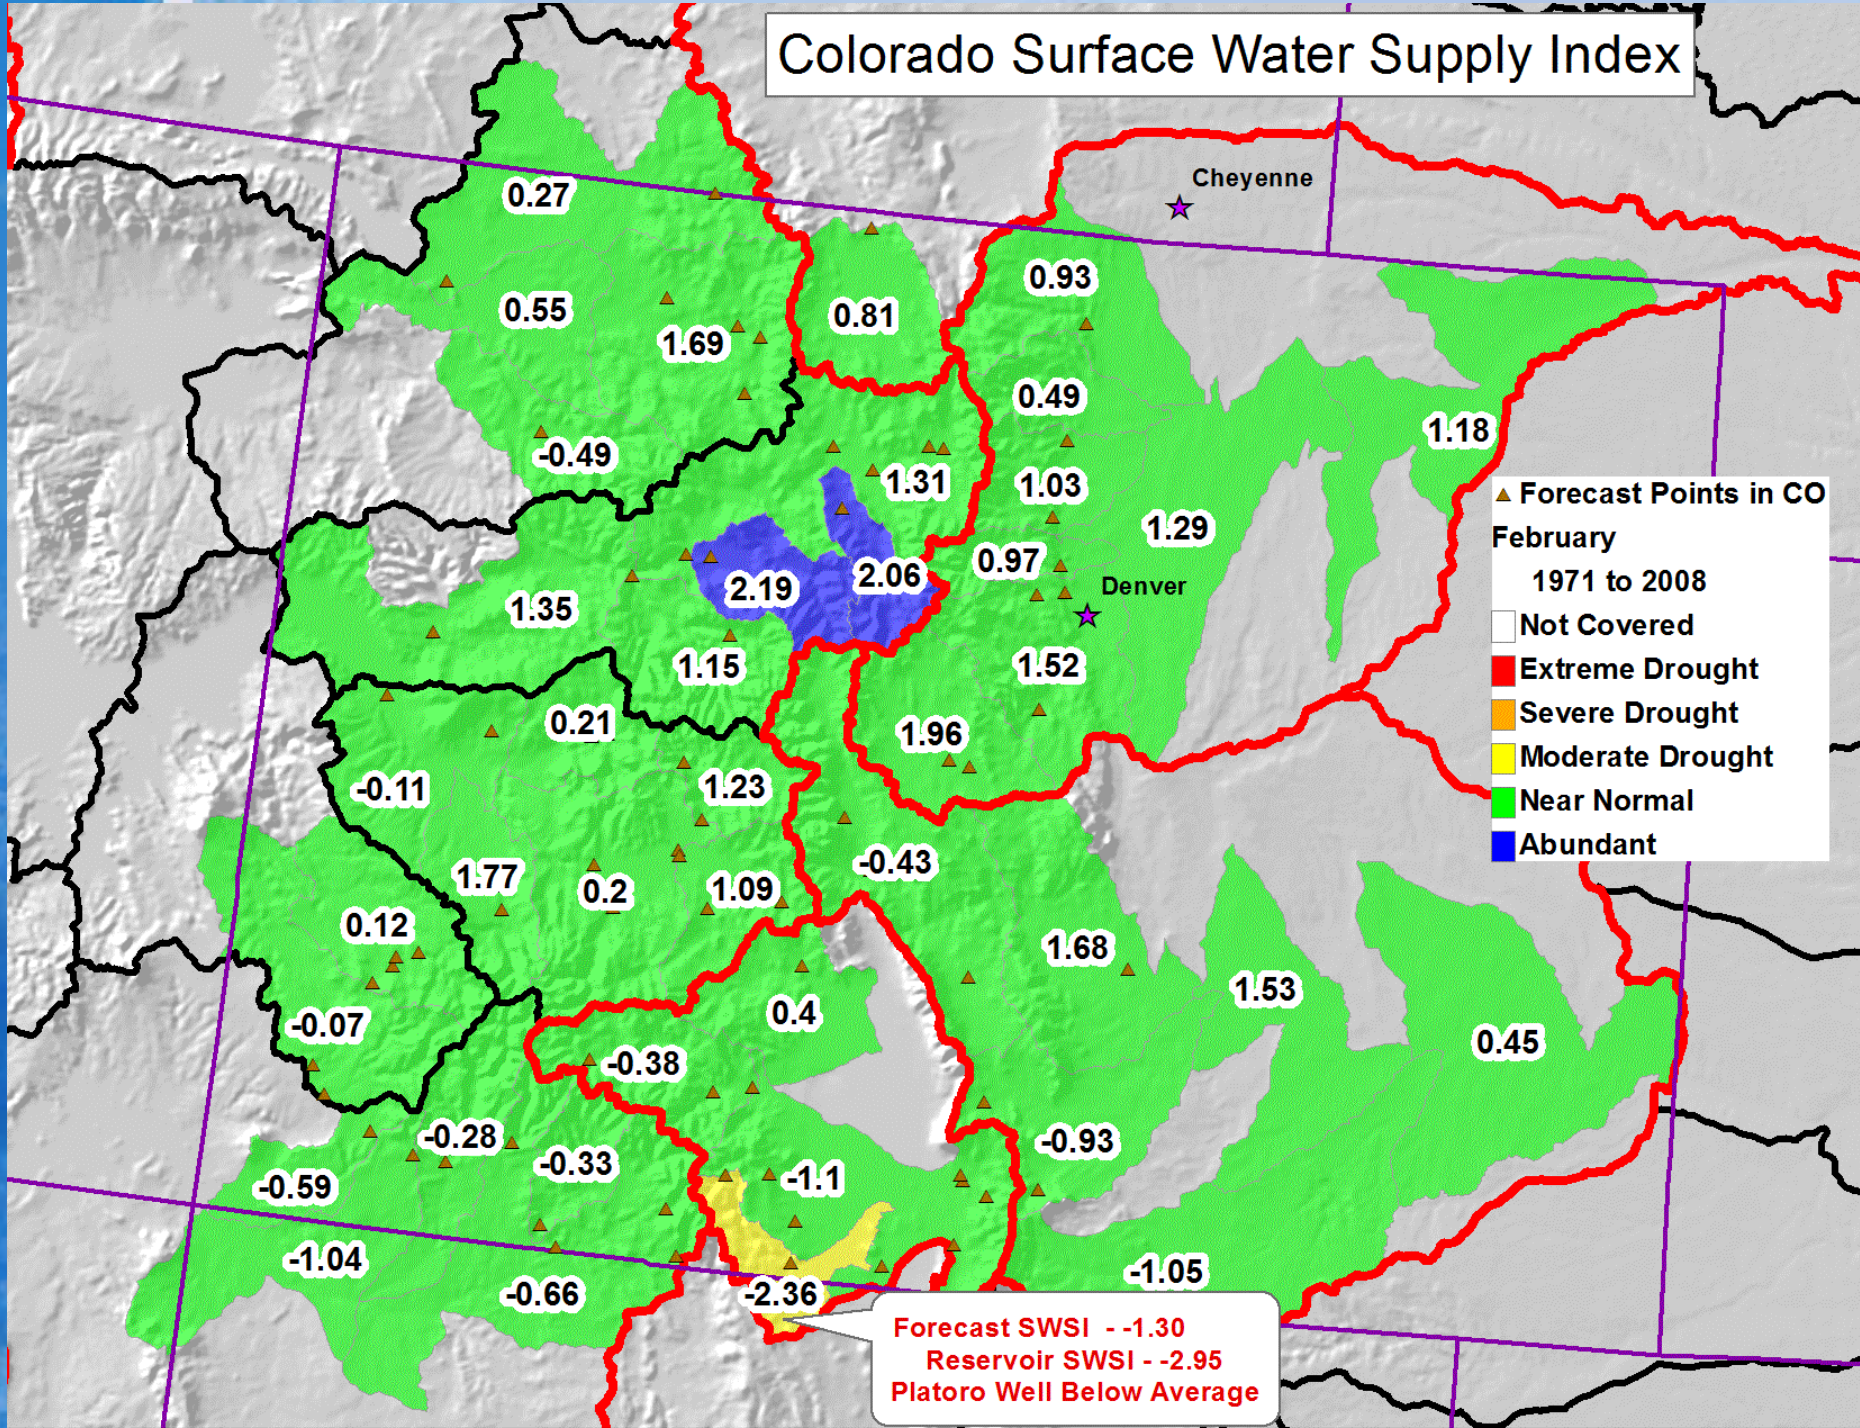 Colorado Surface Water Supply Index
Cheyenne
0.27
0.93
0.55
0.81
1.69
0.49
1.18
-0.49
1.31
1.03
1.29
0.97
2.19
2.06
Denver
1.35
1.15
1.52
0.21
1.96
-0.11
1.23
-0.43
1.77
0.2
1.09
0.12
1.68
1.53
0.4
-0.07
0.45
-0.38
-0.28
-0.93
-0.33
-0.59
-1.1
-1.04
-1.05
-0.66
-2.36
Forecast Points in CO
February
1971 to 2008
Not Covered
Extreme Drought
Severe Drought
Moderate Drought
Near Normal
Abundant
Forecast SWSI - -1.30
Reservoir SWSI - -2.95
Platoro Well Below Average